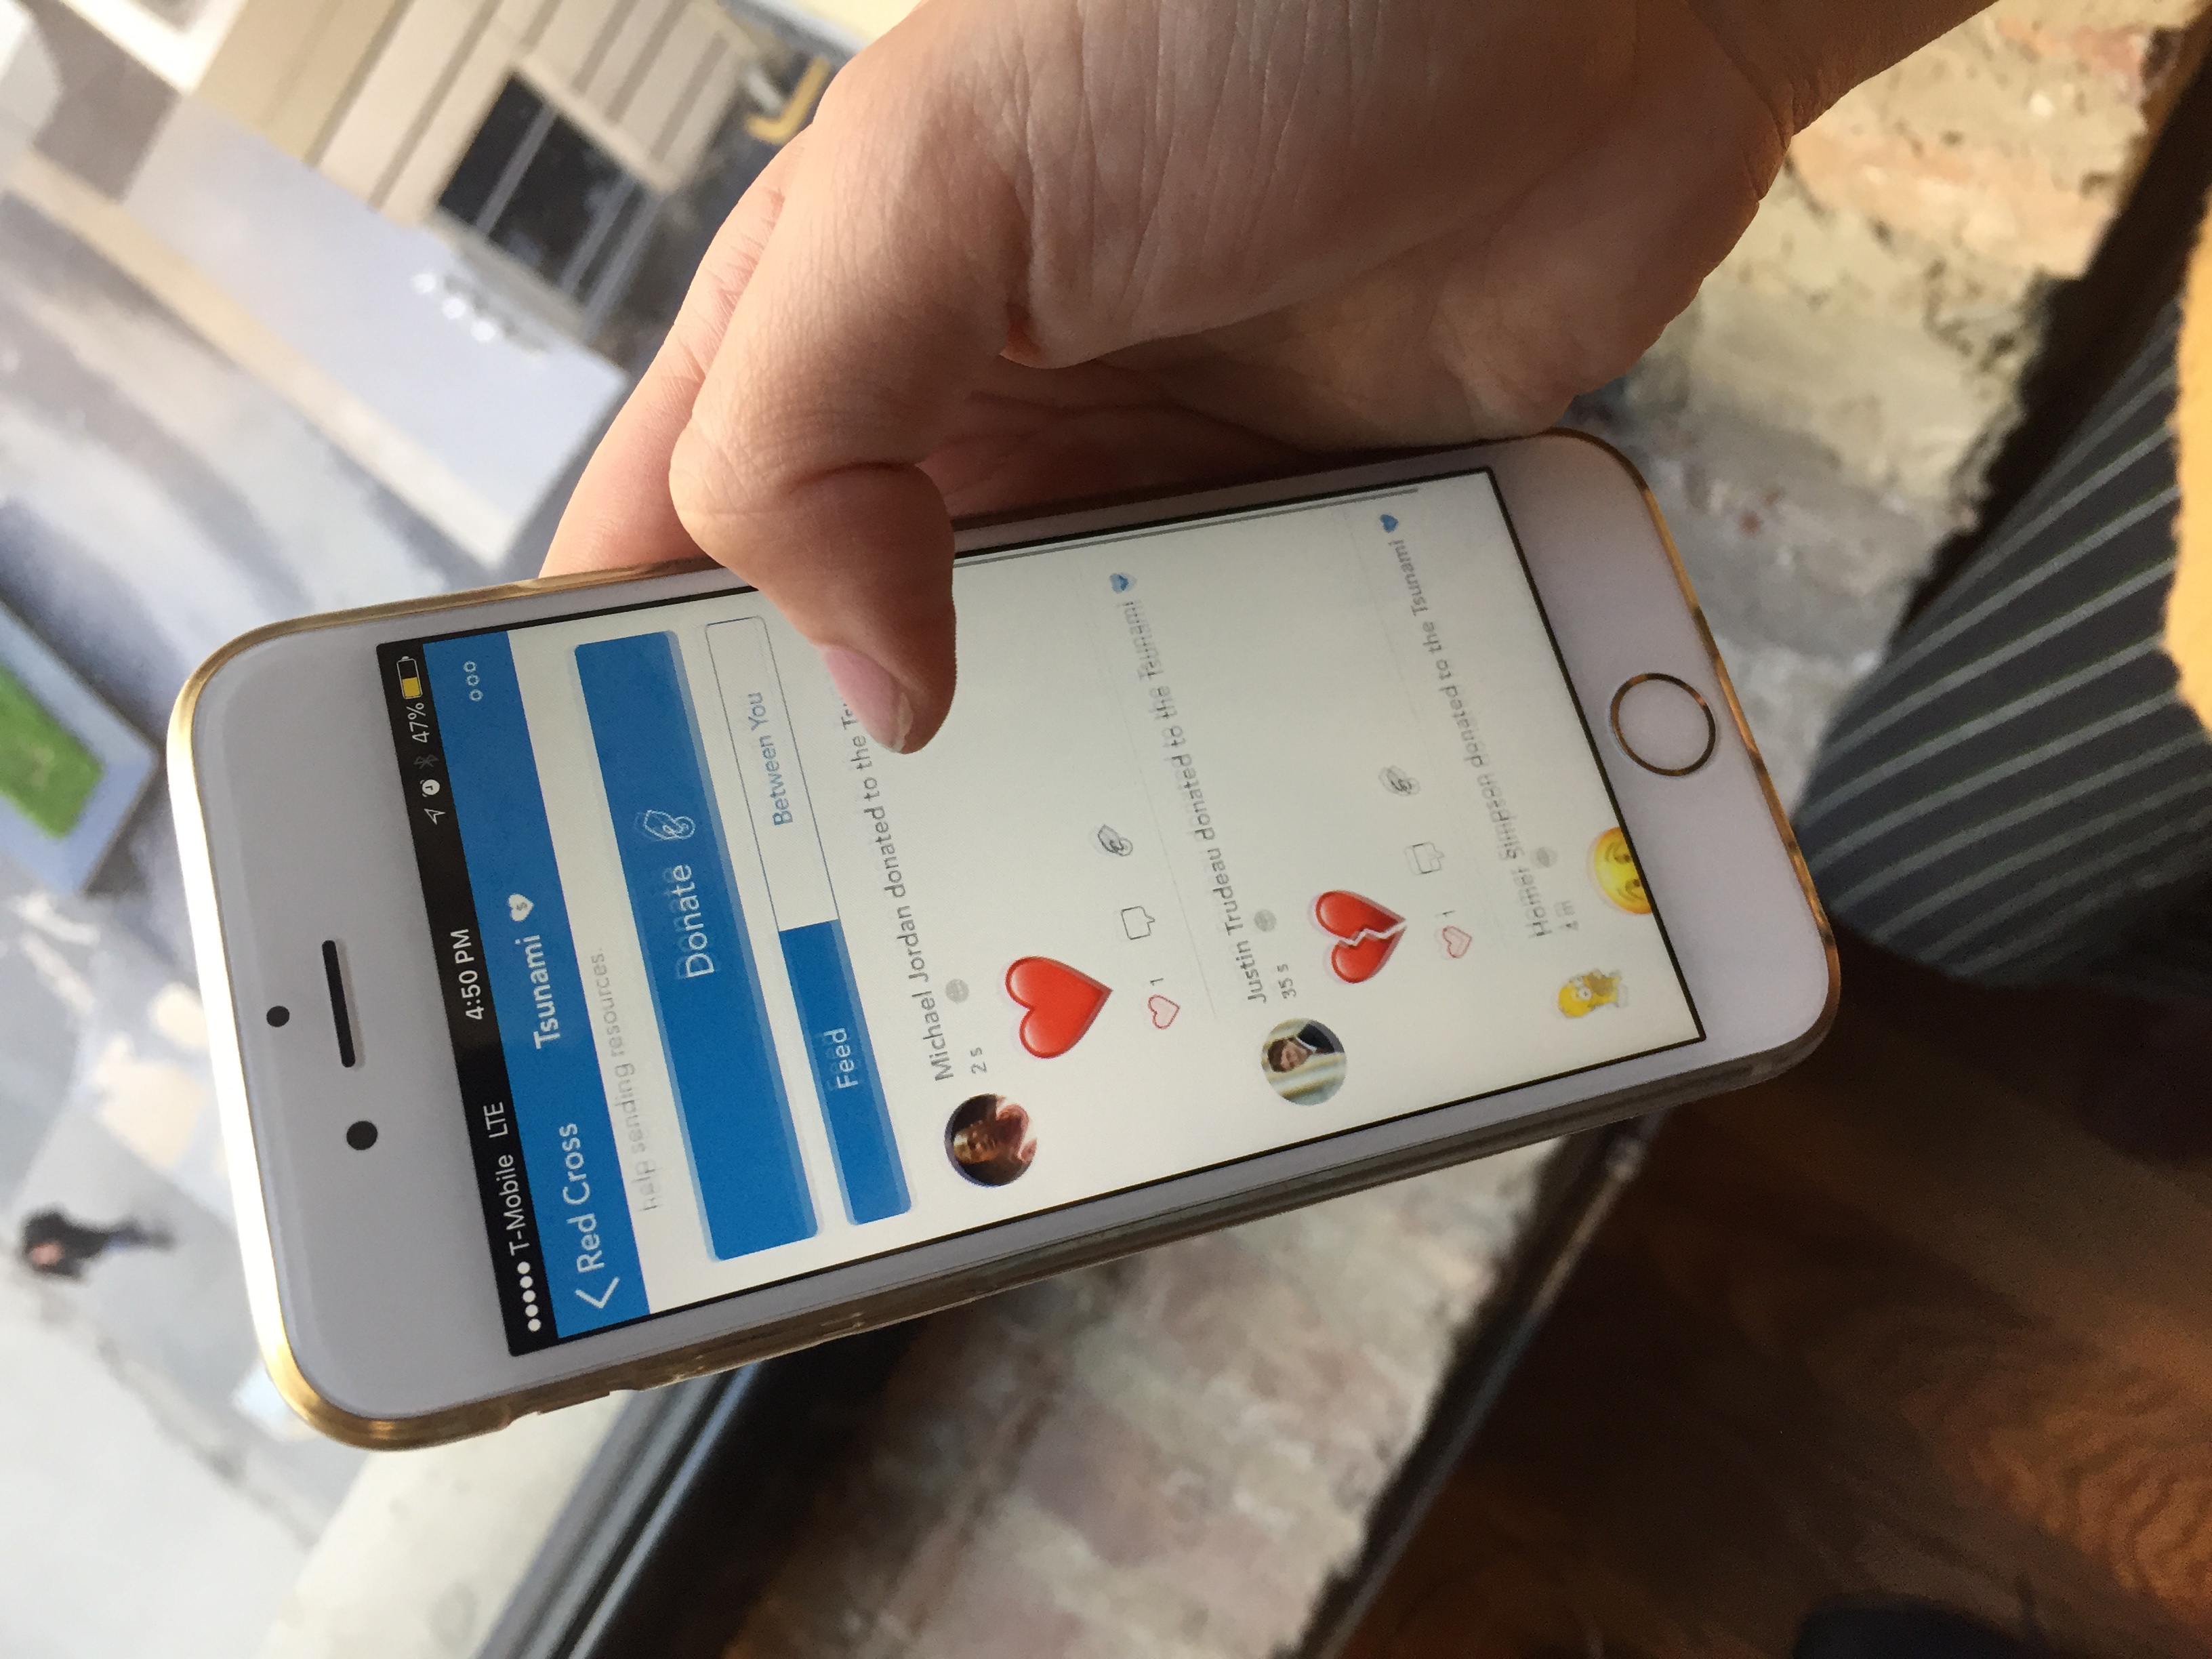 T-Mobile LTE 4:50 PM 47%
Red Cross Tsunami
help sending resources.
Donate
Feed Between You
Michael Jordan donated to the
2 s
1
Justin Trudeau donated to the Tsunami
35 s
1
Homer Simpson donated to the Tsunami
4 m